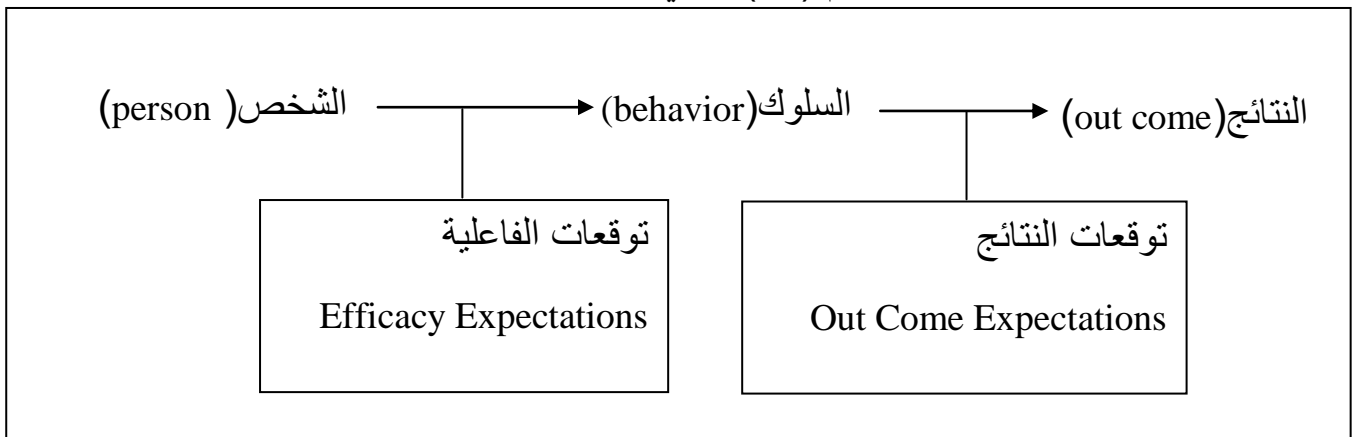 الشخص( person)
السلوك(behavior)
النتائج(out come)
توقعات الفاعلية
Efficacy Expectations
توقعات النتائج
Out Come Expectations